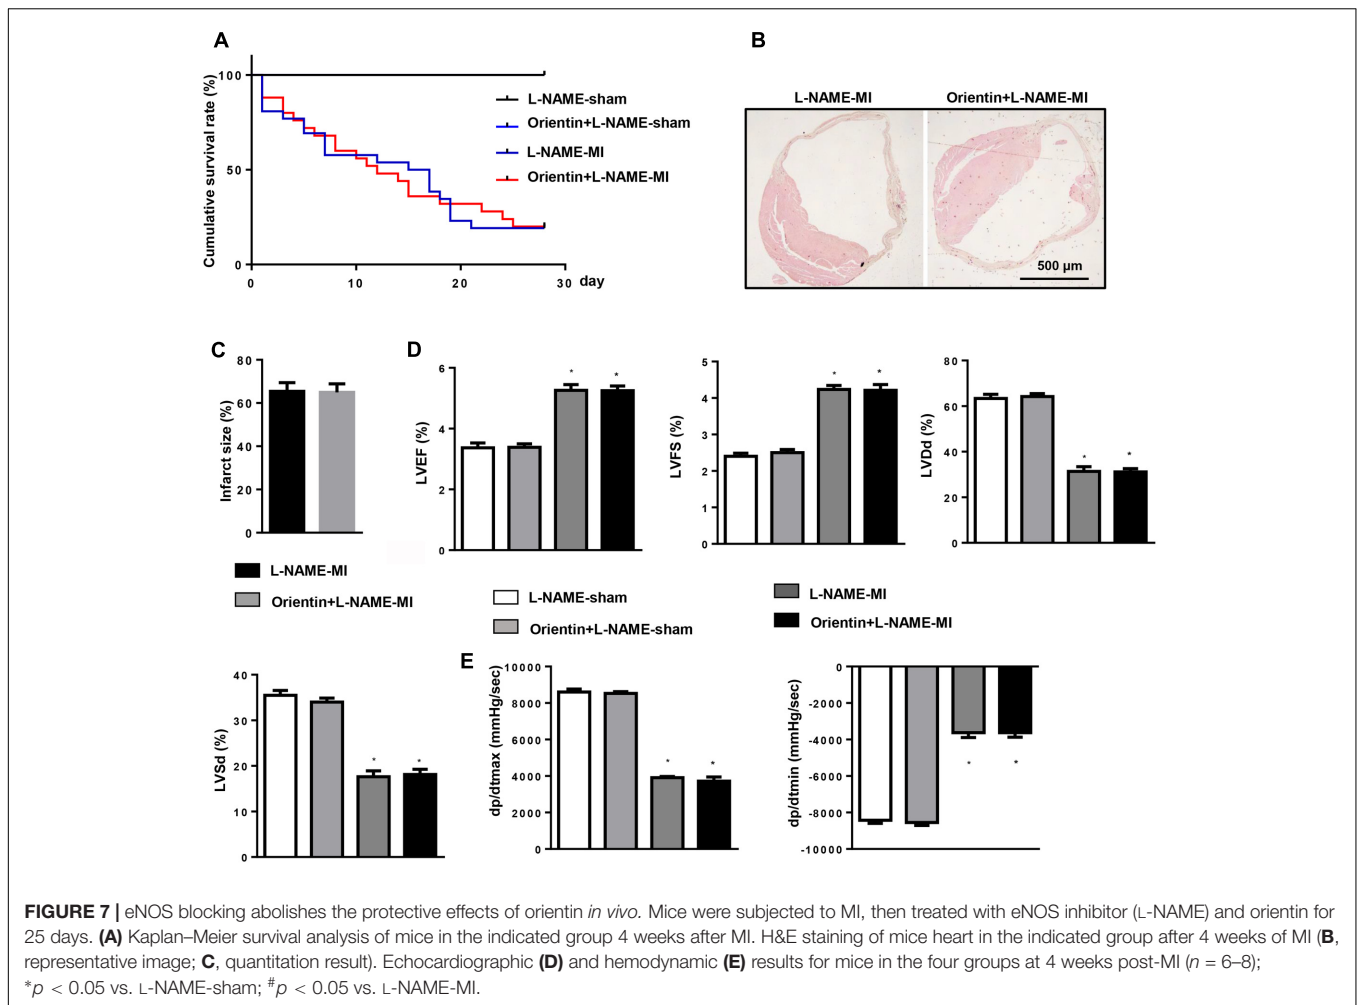 A
Cumulative survival rate (%)
100
50
0
0 10 20 30 day
L-NAME-sham
Orientin+L-NAME-sham
L-NAME-MI
Orientin+L-NAME-MI
B
L-NAME-MI Orientin+L-NAME-MI
500 µm
C
Infarct size (%)
80
60
40
20
0
L-NAME-MI
Orientin+L-NAME-MI
D
LVEF (%)
6
4
2
0
* *
LVFS (%)
5
4
3
2
1
0
* *
LVDd (%)
80
60
40
20
0
* *
L-NAME-sham
Orientin+L-NAME-sham
L-NAME-MI
Orientin+L-NAME-MI
LVSd (%)
40
30
20
10
0
* *
E
dp/dtmax (mmHg/sec)
10000
8000
6000
4000
2000
0
* *
dp/dtmin (mmHg/sec)
0
-2000
-4000
-6000
-8000
-10000
* *
FIGURE 7 | eNOS blocking abolishes the protective effects of orientin in vivo. Mice were subjected to MI, then treated with eNOS inhibitor (L-NAME) and orientin for
25 days. (A) Kaplan–Meier survival analysis of mice in the indicated group 4 weeks after MI. H&E staining of mice heart in the indicated group after 4 weeks of MI (B,
representative image; C, quantitation result). Echocardiographic (D) and hemodynamic (E) results for mice in the four groups at 4 weeks post-MI (n = 6–8);
*p < 0.05 vs. L-NAME-sham; #p < 0.05 vs. L-NAME-MI.